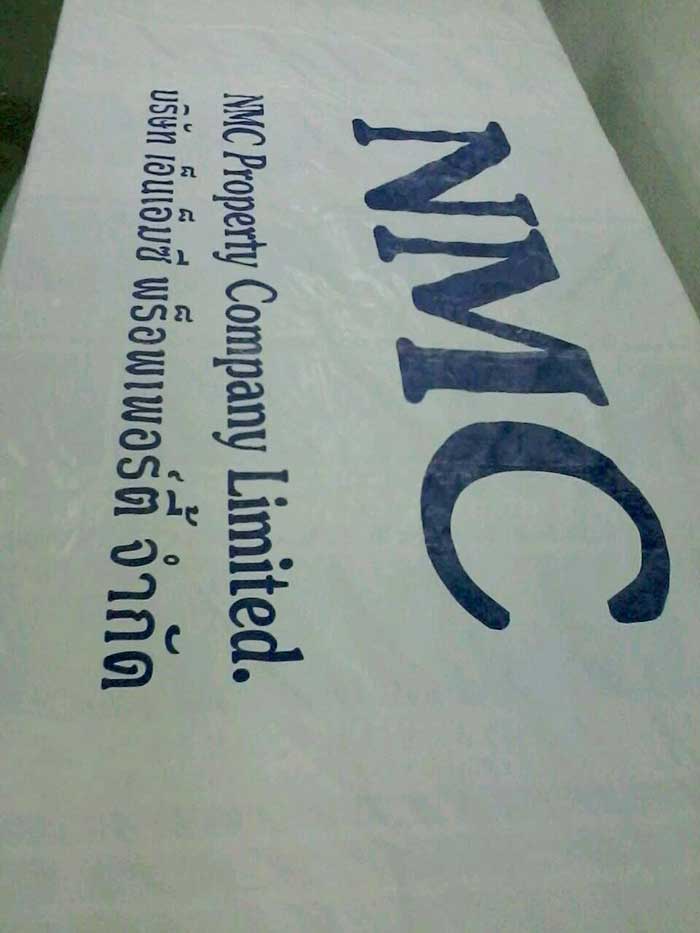 NMC
NMC Property Company Limited.
บริษัท เอ็นเอ็มซี พร็อพเพอร์ตี้ จำกัด